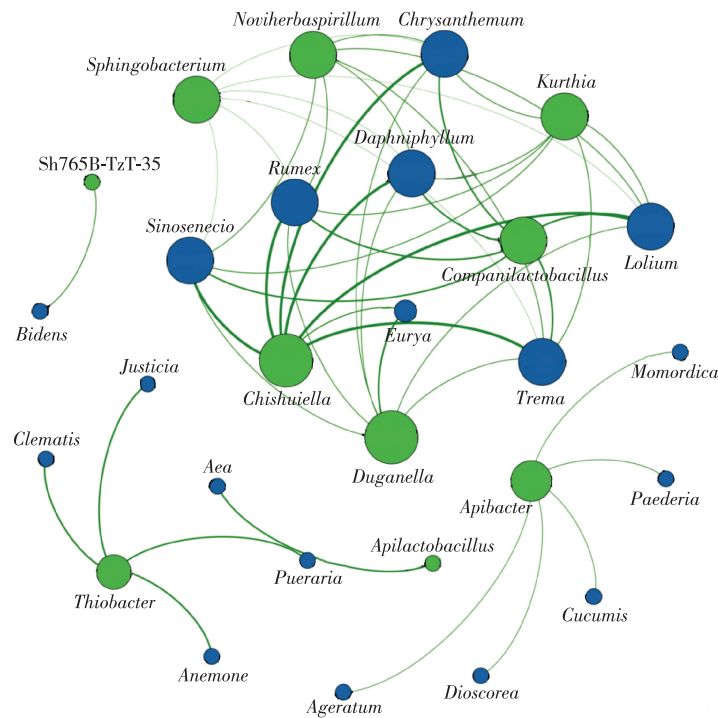 Noviherbaspirillum
Chrysanthemum
Sphingobacterium
Kurthia
Daphniphyllum
Sh765B-TzT-35
Rumex
Sinosenecio
Companilactobacillus
Lolium
Bidens
Eurya
Justicia
Momordica
Chishuiella
Trema
Clematis
Aea
Duganella
Paederia
Apibacter
Apilactobacillus
Pueraria
Thiobacter
Cucumis
Anemone
Dioscorea
Ageratum